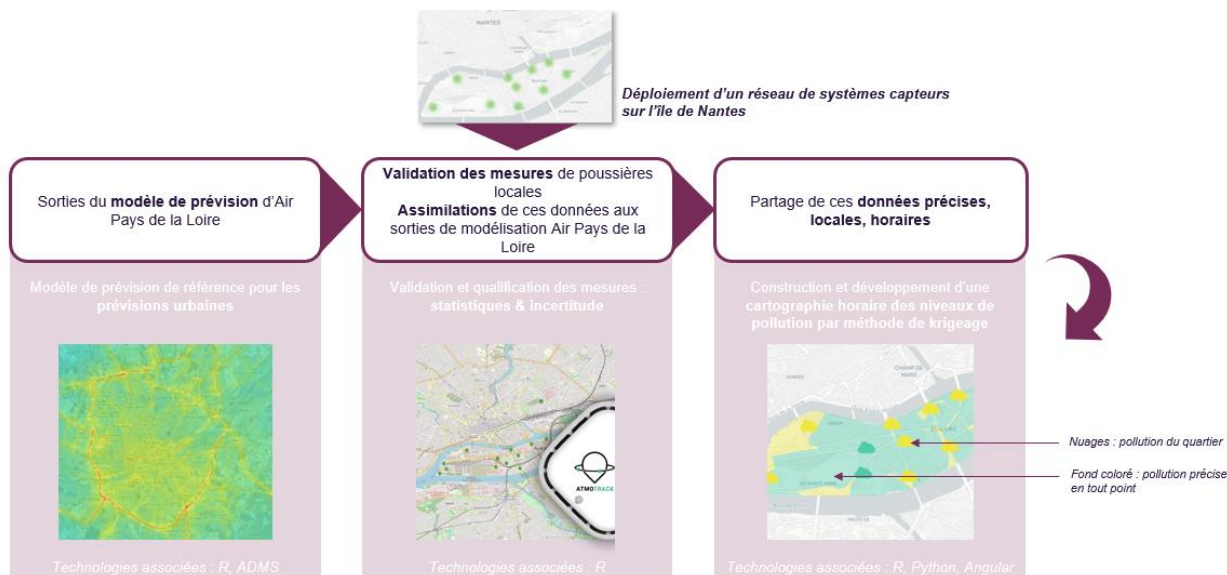 NANTES
Déploiement d'un réseau de systèmes capteurs
sur l'île de Nantes
Sorties du modèle de prévision d'Air
Pays de la Loire
Validation des mesures de poussières
locales
Assimilations de ces données aux
sorties de modélisation Air Pays de la
Loire
Partage de ces données précises,
locales, horaires
Modèle de prévision de référence pour les
prévisions urbaines
Validation et qualification des mesures :
statistiques & incertitude
Construction et développement d'une
cartographie horaire des niveaux de
pollution par méthode de krigeage
CHAMP DE
MARS
ATMOTRACK
Nuages : pollution du quartier
Fond coloré : pollution précise
en tout point
Technologies associées : R, ADMS
Technologies associées : R
Technologies associées : R, Python, Angular